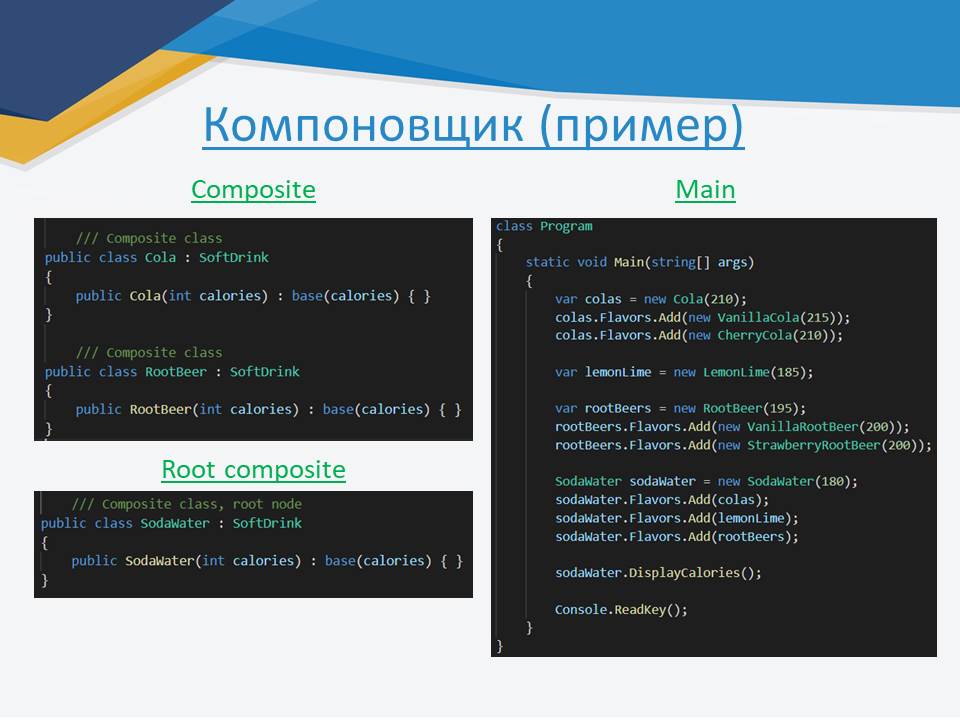 Компоновщик (пример)
Composite
/// Composite class
public class Cola : SoftDrink
{
public Cola(int calories) : base(calories) { }
}
/// Composite class
public class RootBeer : SoftDrink
{
public RootBeer(int calories) : base(calories) { }
}
Root composite
/// Composite class, root node
public class SodaWater : SoftDrink
{
public SodaWater(int calories) : base(calories) { }
}
Main
class Program
{
static void Main(string[] args)
{
var colas = new Cola(210);
colas.Flavors.Add(new VanillaCola(215));
colas.Flavors.Add(new CherryCola(210));
var lemonLime = new LemonLime(185);
var rootBeers = new RootBeer(195);
rootBeers.Flavors.Add(new VanillaRootBeer(200));
rootBeers.Flavors.Add(new StrawberryRootBeer(200));
SodaWater sodaWater = new SodaWater(180);
sodaWater.Flavors.Add(colas);
sodaWater.Flavors.Add(lemonLime);
sodaWater.Flavors.Add(rootBeers);
sodaWater.DisplayCalories();
Console.ReadKey();
}
}